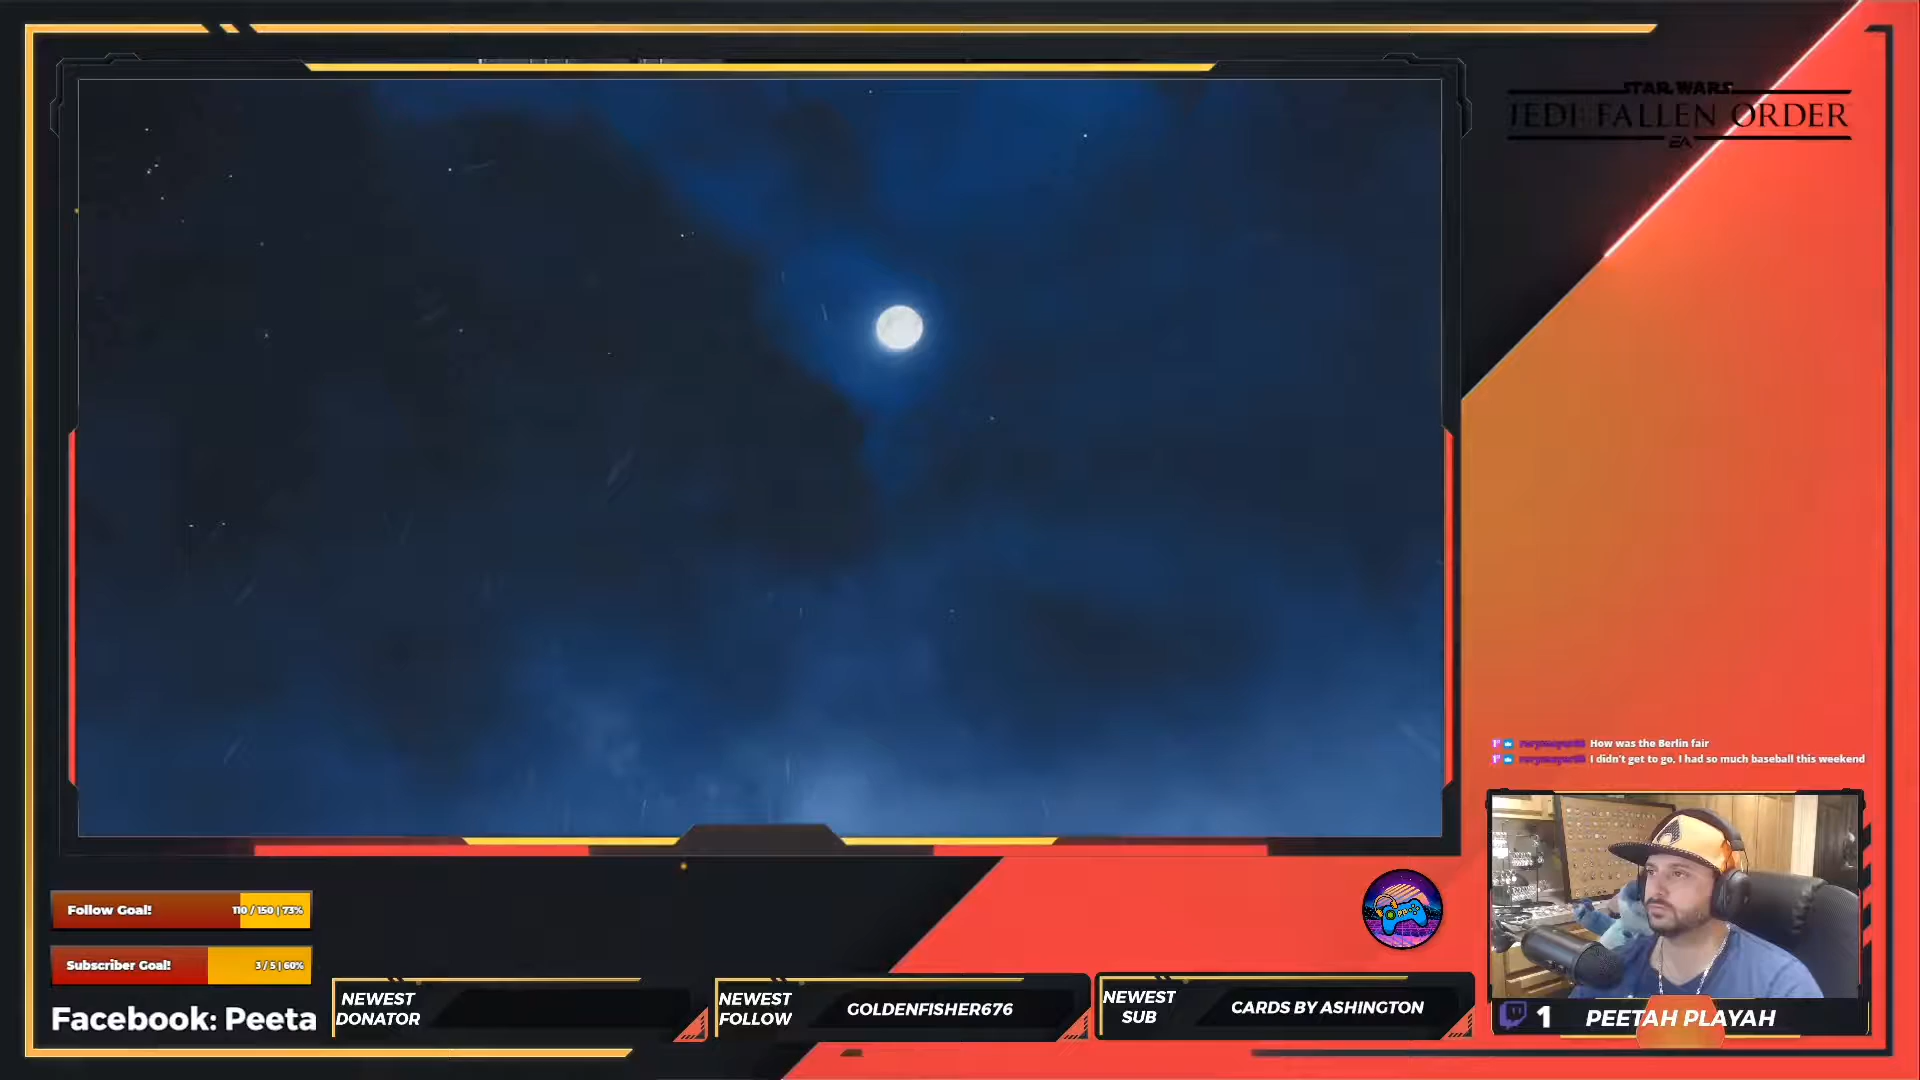 STAR WARS
JEDI FALLEN ORDER
EA
How was the Berlin fair
I didn't get to go, I had so much baseball this weekend
Follow Goal!
110 / 150 | 73%
Subscriber Goal!
3 / 5 | 60%
Facebook: Peeta
NEWEST
DONATOR
NEWEST
FOLLOW
GOLDENFISHER676
NEWEST
SUB
CARDS BY ASHINGTON
1
PEETAH PLAYAH